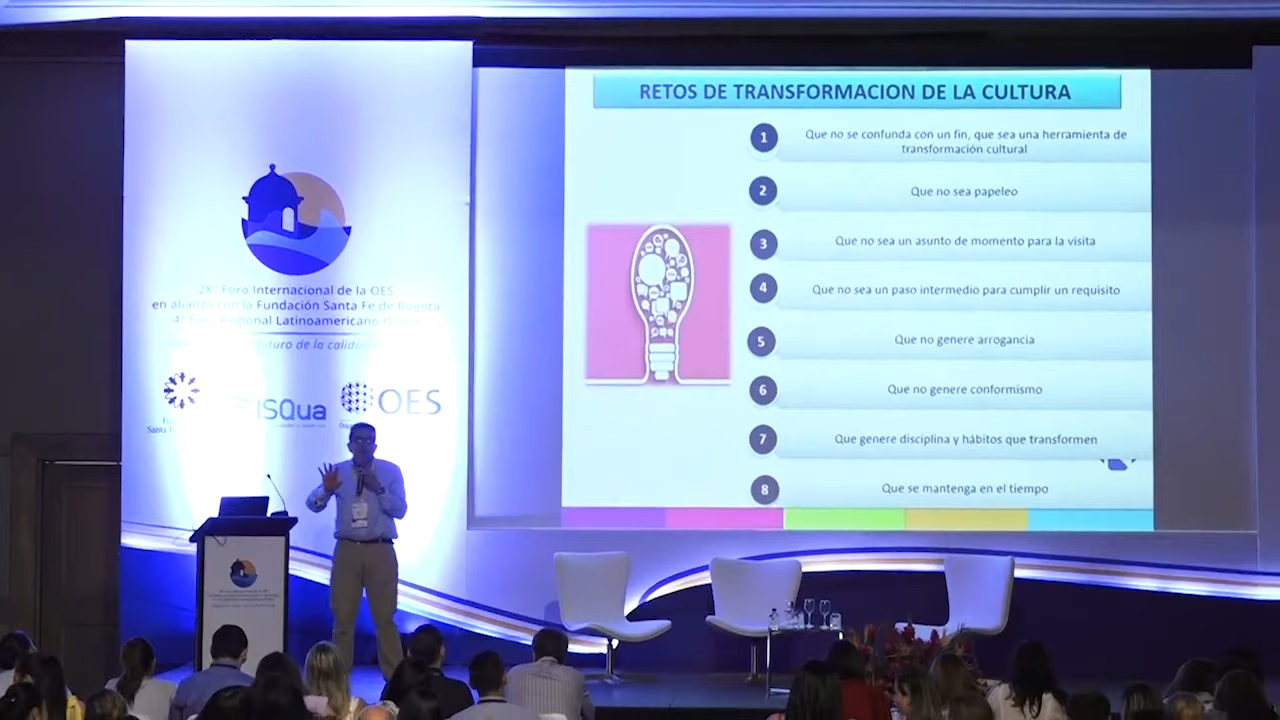 28° Foro Internacional de la OES
en alianza con la Fundación Santa Fe de Bogotá
4° Foro Regional Latinoamericano ISQua
futuro de la calidad
Santa
ISQua
OES
RETOS DE TRANSFORMACION DE LA CULTURA
1 Que no se confunda con un fin, que sea una herramienta de
transformación cultural
2 Que no sea papeleo
3 Que no sea un asunto de momento para la visita
4 Que no sea un paso intermedio para cumplir un requisito
5 Que no genere arrogancia
6 Que no genere conformismo
7 Que genere disciplina y hábitos que transformen
8 Que se mantenga en el tiempo